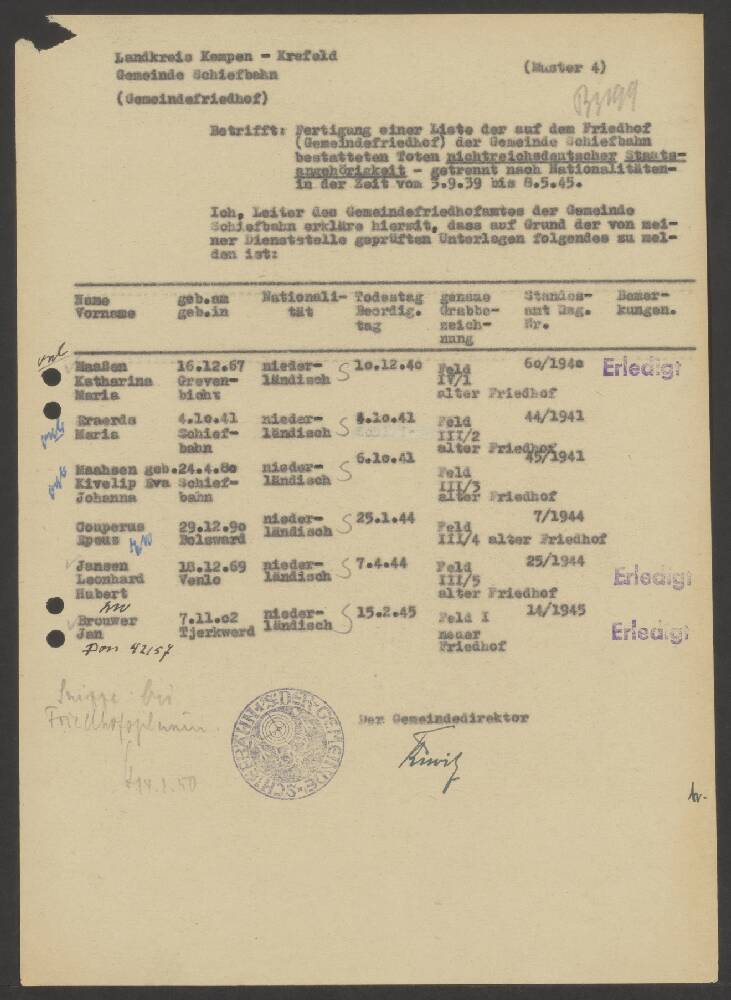 Landkreis Kempen - Krefeld
Gemeinde Schiefbahn
(Muster 4)
(Gemeindefriedhof)
Betrifft: Fertigung einer Liste der auf dem Friedhof
(Gemeindefriedhof) der Gemeinde Schiefbahn
bestatteten Toten nichtreichsdeutscher Staats-
angehörigkeit - getrennt nach Nationalitäten-
in der Zeit vom 3.9.39 bis 8.5.45.
Ich, Leiter des Gemeindefriedhofamtes der Gemeinde
Schiefbahn erkläre hiermit, dass auf Grund der von mei-
ner Dienststelle geprüften Unterlagen folgendes zu mel-
den ist:
Name geb.am Nationali- Todestag genaue Standes- Bemer-
Vorname geb.in tät Beerdig. Grabbe- amt Reg. kungen.
tag zeich- Nr.
nung
Maaßen 16.12.67 nieder- S 10.12.40 Feld 60/1940 Erledigt
Katharina Greven- ländisch IV/1
Maria bicht alter Friedhof
Eraerds 4.10.41 nieder- S 4.10.41 Feld 44/1941
Maria Schief- ländisch III/2
bahn alter Friedhof
Maahsen geb. 24.4.80 nieder- S 6.10.41 Feld 45/1941
Kivelip Eva Schief- ländisch III/3
Johanna bahn alter Friedhof
Couperus 29.12.90 nieder- S 25.1.44 Feld 7/1944
Epeus Bolsward ländisch III/4 alter Friedhof
Jansen 18.12.69 nieder- S 7.4.44 Feld 25/1944 Erledigt
Leonhard Venlo ländisch III/5
Hubert alter Friedhof
Brouwer 7.11.02 nieder- S 15.2.45 Feld I 14/1945 Erledigt
Jan Tjerkwerd ländisch neuer
Friedhof
42157
Der Gemeindedirektor
DER GEMEINDE SCHIEFBAHN